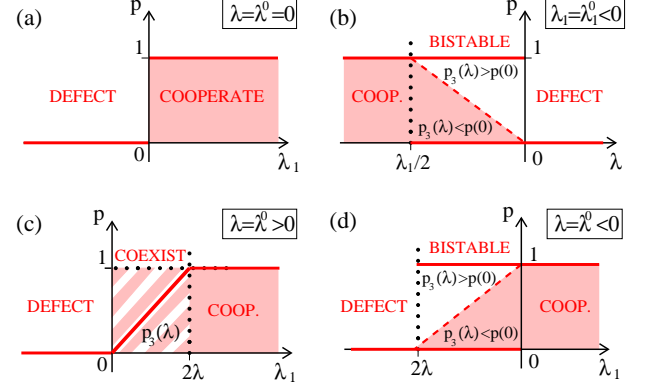 (a)
p
λ=λ⁰=0
1
DEFECT
COOPERATE
0
λ₁
(b)
p
λ₁=λ₁⁰<0
BISTABLE
1
p₃(λ)>p(0)
COOP.
DEFECT
p₃(λ)<p(0)
λ₁/2
0
λ
(c)
p
λ=λ⁰>0
COEXIST
1
DEFECT
COOP.
p₃(λ)
0
2λ
λ₁
(d)
p
λ=λ⁰<0
BISTABLE
1
p₃(λ)>p(0)
DEFECT
COOP.
p₃(λ)<p(0)
2λ
0
λ₁